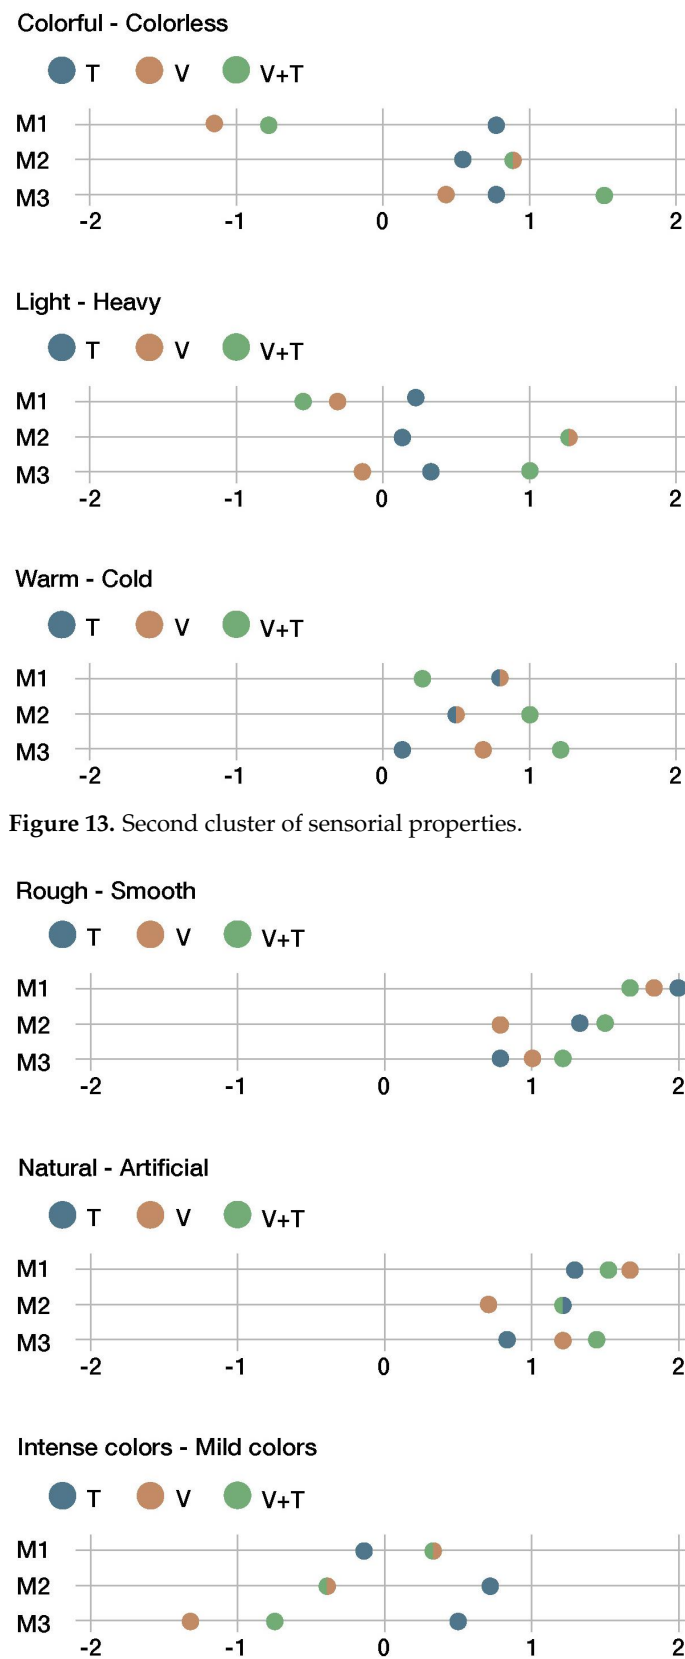 Colorful - Colorless
T V V+T
M1
M2
M3
-2 -1 0 1 2
Light - Heavy
T V V+T
M1
M2
M3
-2 -1 0 1 2
Warm - Cold
T V V+T
M1
M2
M3
-2 -1 0 1 2
Figure 13. Second cluster of sensorial properties.
Rough - Smooth
T V V+T
M1
M2
M3
-2 -1 0 1 2
Natural - Artificial
T V V+T
M1
M2
M3
-2 -1 0 1 2
Intense colors - Mild colors
T V V+T
M1
M2
M3
-2 -1 0 1 2